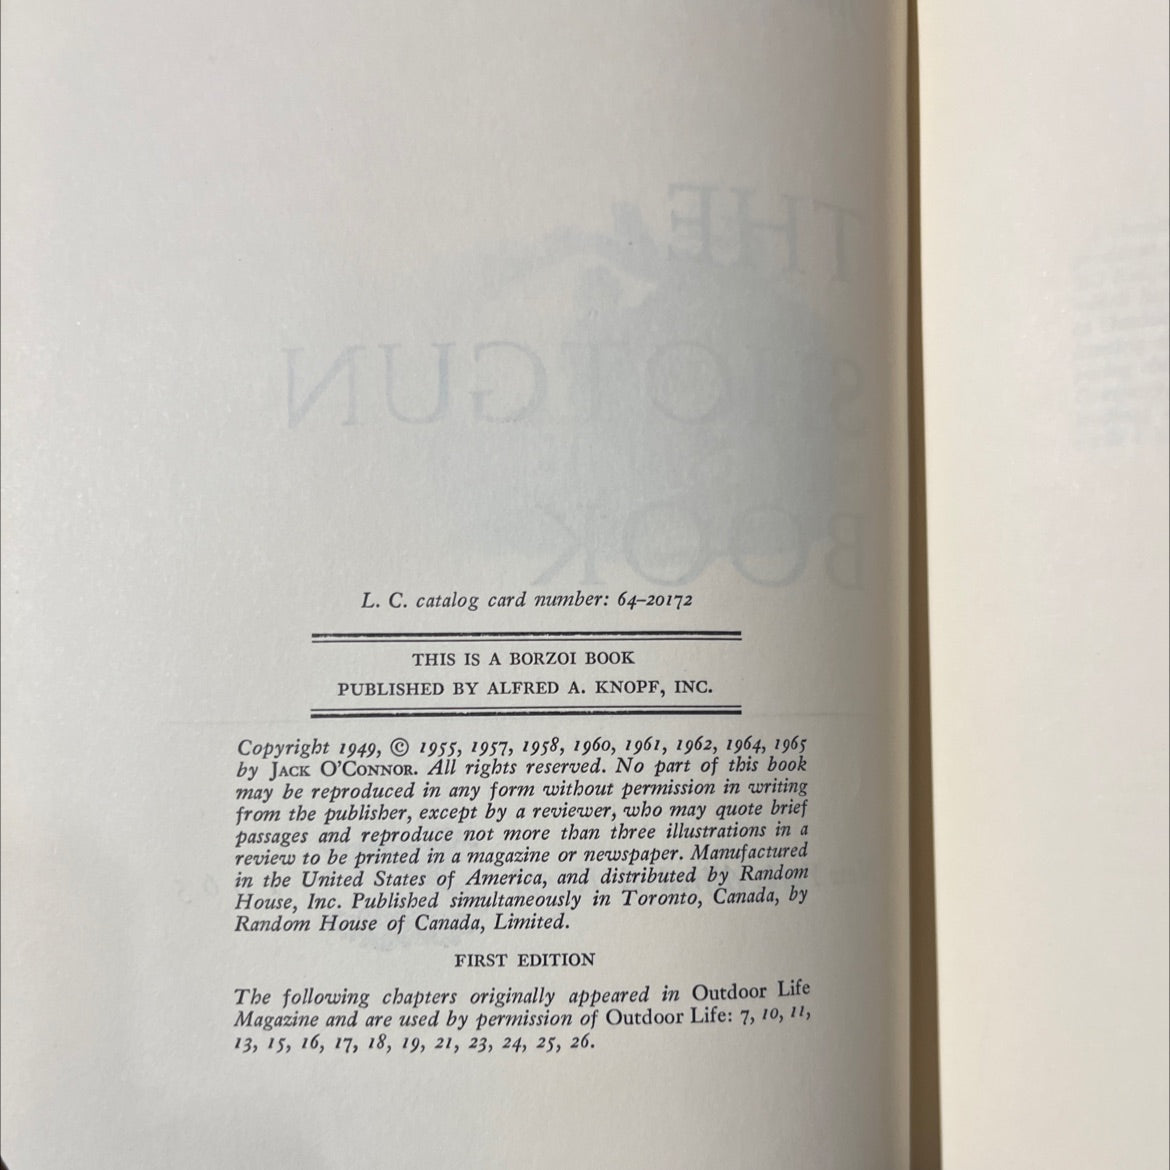 THE
SHOTGUN
BOOK
L. C. catalog card number: 64–20172
THIS IS A BORZOI BOOK
PUBLISHED BY ALFRED A. KNOPF, INC.
Copyright 1949, © 1955, 1957, 1958, 1960, 1961, 1962, 1964, 1965
by JACK O'CONNOR. All rights reserved. No part of this book
may be reproduced in any form without permission in writing
from the publisher, except by a reviewer, who may quote brief
passages and reproduce not more than three illustrations in a
review to be printed in a magazine or newspaper. Manufactured
in the United States of America, and distributed by Random
House, Inc. Published simultaneously in Toronto, Canada, by
Random House of Canada, Limited.
FIRST EDITION
The following chapters originally appeared in Outdoor Life
Magazine and are used by permission of Outdoor Life: 7, 10, 11,
13, 15, 16, 17, 18, 19, 21, 23, 24, 25, 26.